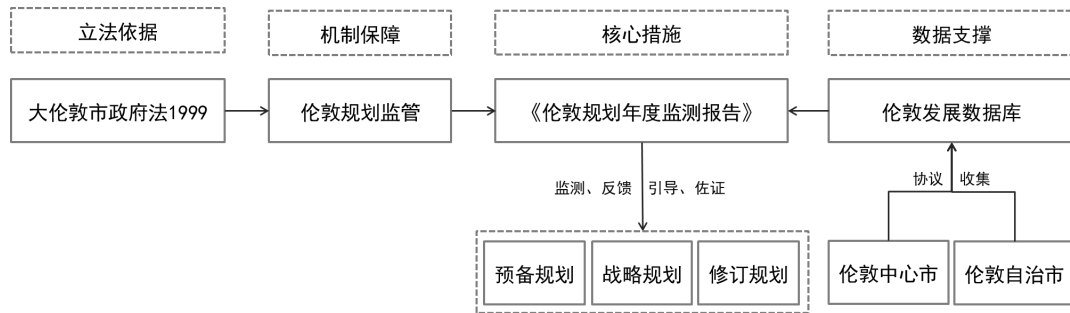 立法依据
机制保障
核心措施
数据支撑
大伦敦市政府法1999
伦敦规划监管
《伦敦规划年度监测报告》
伦敦发展数据库
监测、反馈
引导、佐证
协议
收集
预备规划
战略规划
修订规划
伦敦中心市
伦敦自治市